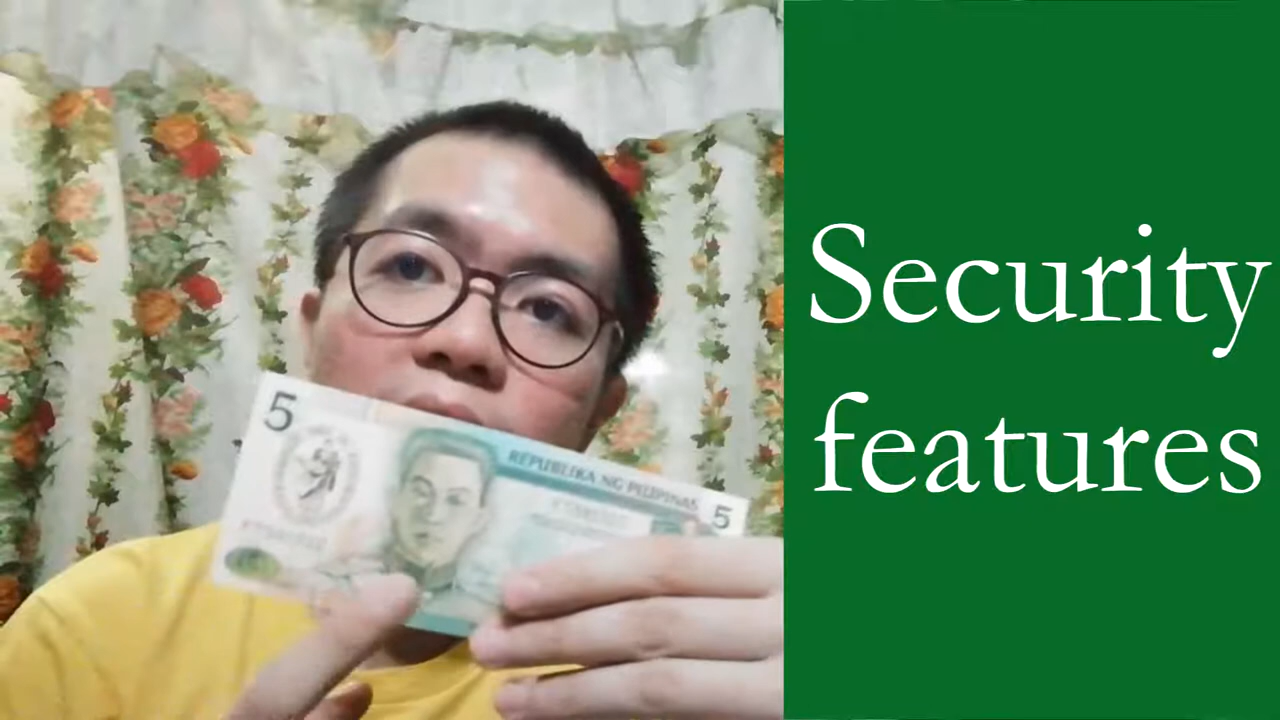 5
REPUBLIKA NG PILIPINAS
5
Security
features